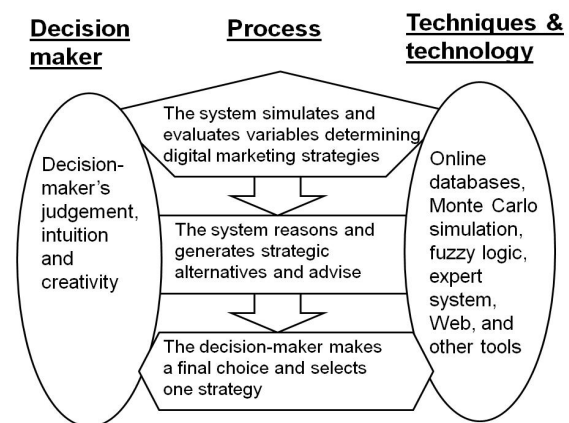 Decision
maker
Process
Techniques &
technology
Decision-
maker's
judgement,
intuition
and
creativity
The system simulates and
evaluates variables determining
digital marketing strategies
The system reasons and
generates strategic
alternatives and advise
The decision-maker makes
a final choice and selects
one strategy
Online
databases,
Monte Carlo
simulation,
fuzzy logic,
expert
system,
Web, and
other tools